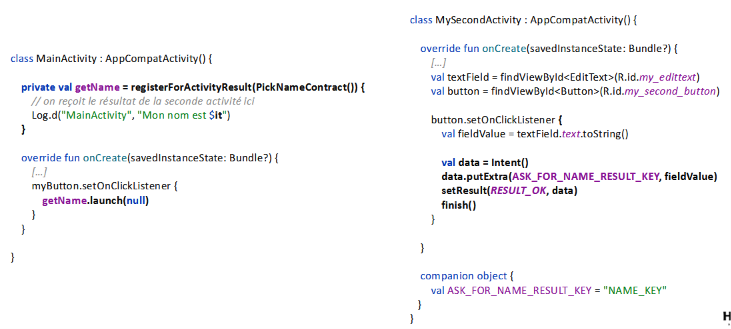 class MainActivity : AppCompatActivity() {
private val getName = registerForActivityResult(PickNameContract()) {
// on reçoit le résultat de la seconde activité ici
Log.d("MainActivity", "Mon nom est $it")
}
override fun onCreate(savedInstanceState: Bundle?) {
[...]
myButton.setOnClickListener {
getName.launch(null)
}
}
}
class MySecondActivity : AppCompatActivity() {
override fun onCreate(savedInstanceState: Bundle?) {
[...]
val textField = findViewById<EditText>(R.id.my_edittext)
val button = findViewById<Button>(R.id.my_second_button)
button.setOnClickListener {
val fieldValue = textField.text.toString()
val data = Intent()
data.putExtra(ASK_FOR_NAME_RESULT_KEY, fieldValue)
setResult(RESULT_OK, data)
finish()
}
}
companion object {
val ASK_FOR_NAME_RESULT_KEY = "NAME_KEY"
}
}
H